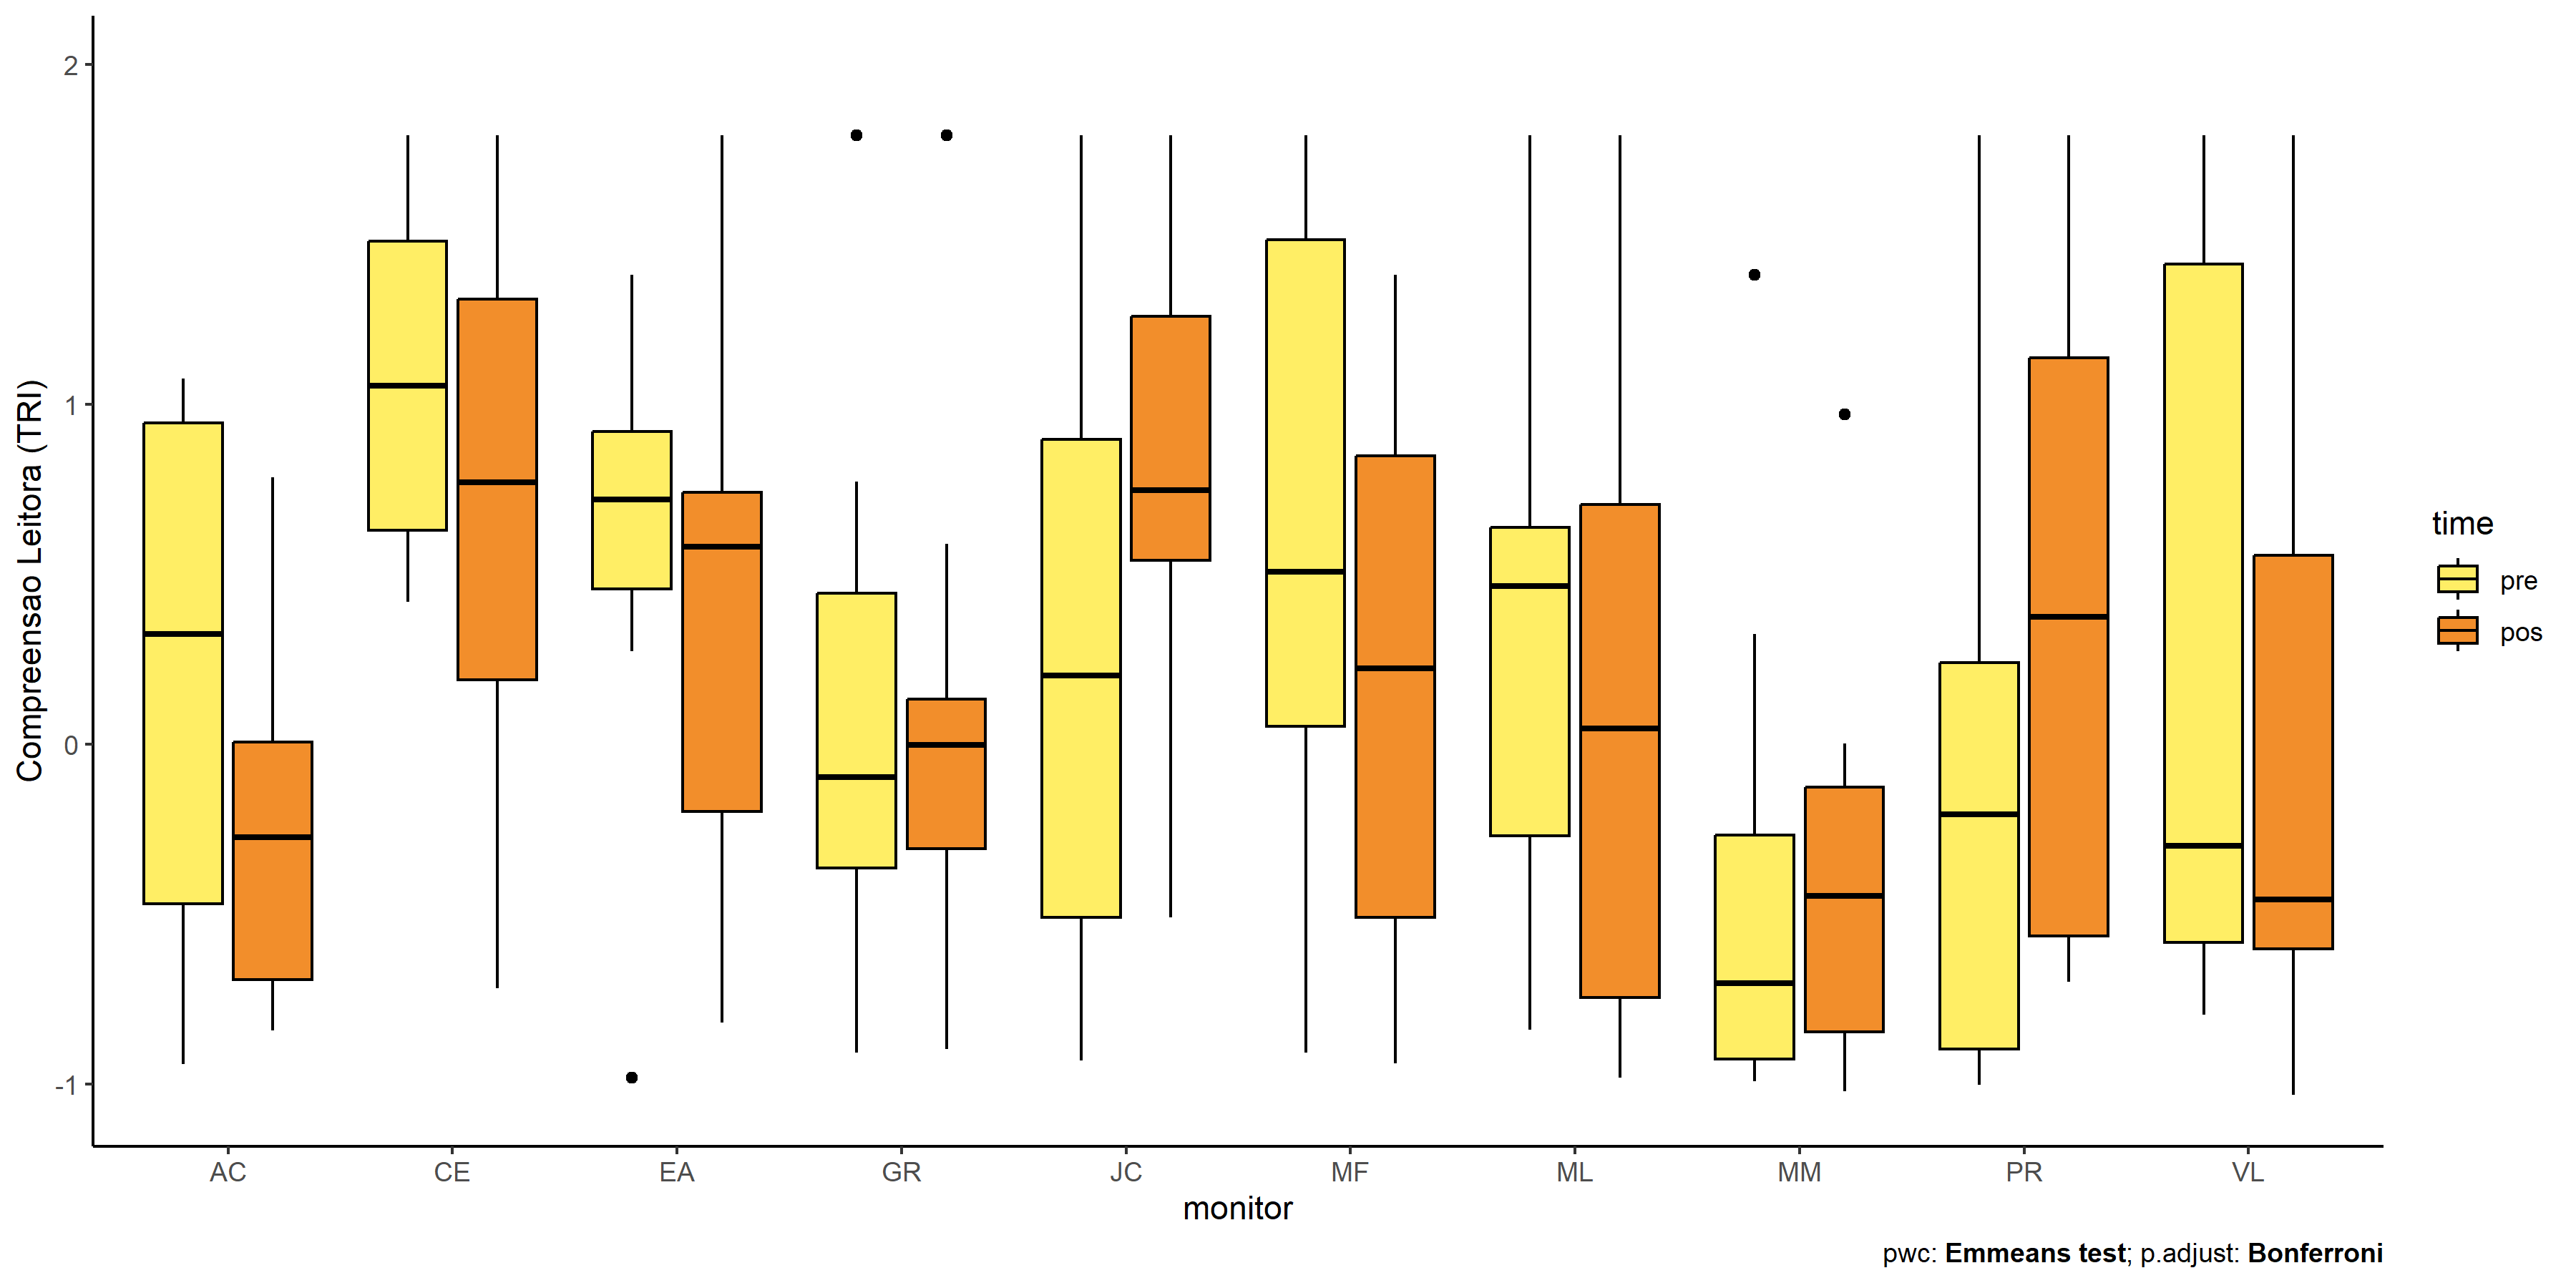 Compreensao Leitora (TRI)
2
1
0
-1
AC CE EA GR JC MF ML MM PR VL
monitor
time
pre
pos
pwc: Emmeans test; p.adjust: Bonferroni